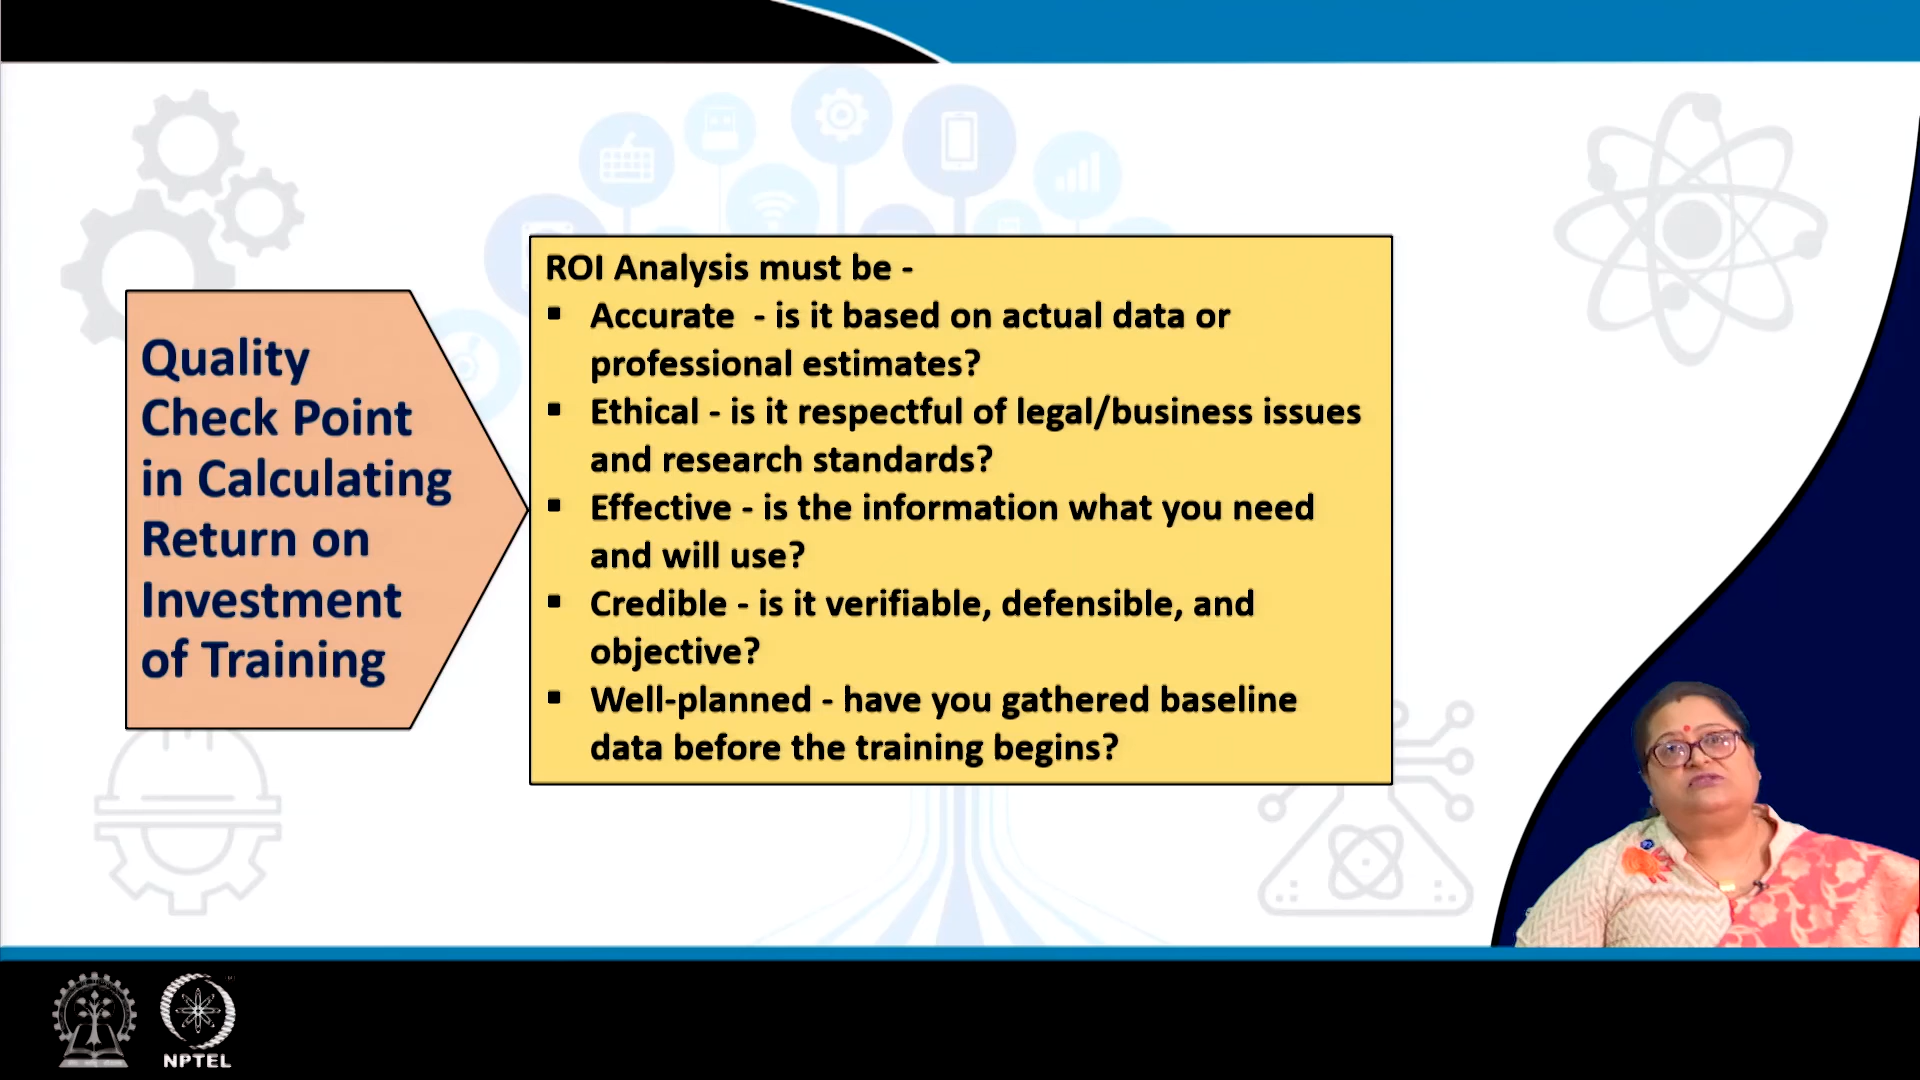 Quality
Check Point
in Calculating
Return on
Investment
of Training
ROI Analysis must be -
▪ Accurate - is it based on actual data or
professional estimates?
▪ Ethical - is it respectful of legal/business issues
and research standards?
▪ Effective - is the information what you need
and will use?
▪ Credible - is it verifiable, defensible, and
objective?
▪ Well-planned - have you gathered baseline
data before the training begins?
NPTEL